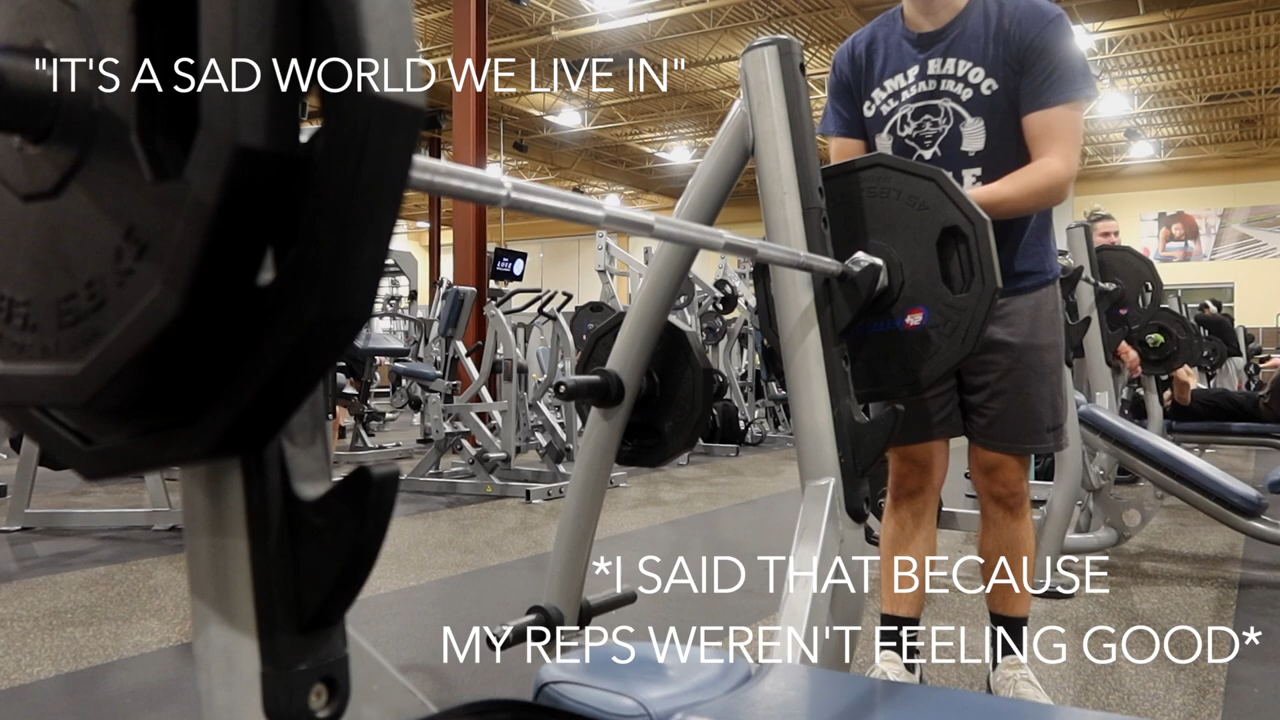 "IT'S A SAD WORLD WE LIVE IN"
CAMP HAVOC
AL ASAD IRAQ
*I SAID THAT BECAUSE
MY REPS WEREN'T FEELING GOOD*